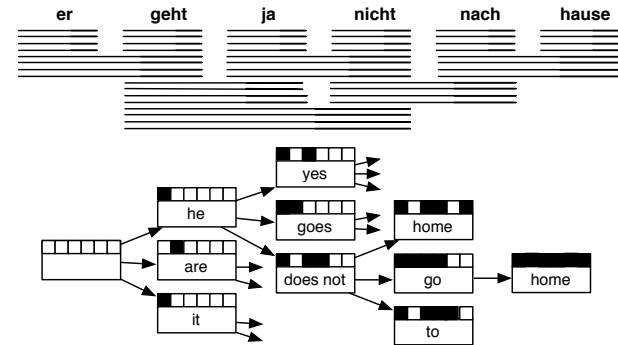 er geht ja nicht nach hause
yes
he
goes
home
are
does not
go
home
it
to